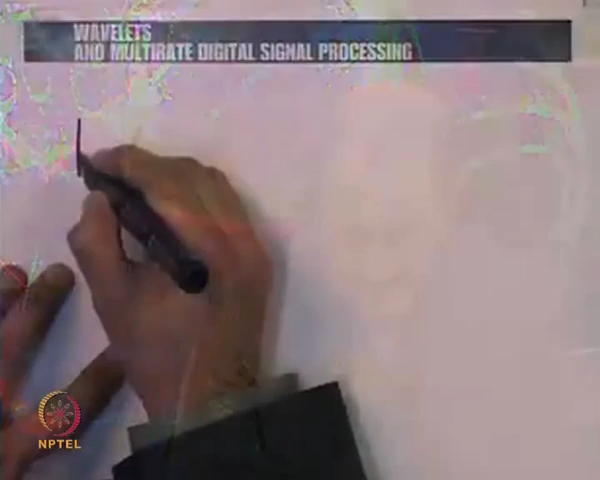 WAVELETS
AND MULTIRATE DIGITAL SIGNAL PROCESSING
NPTEL